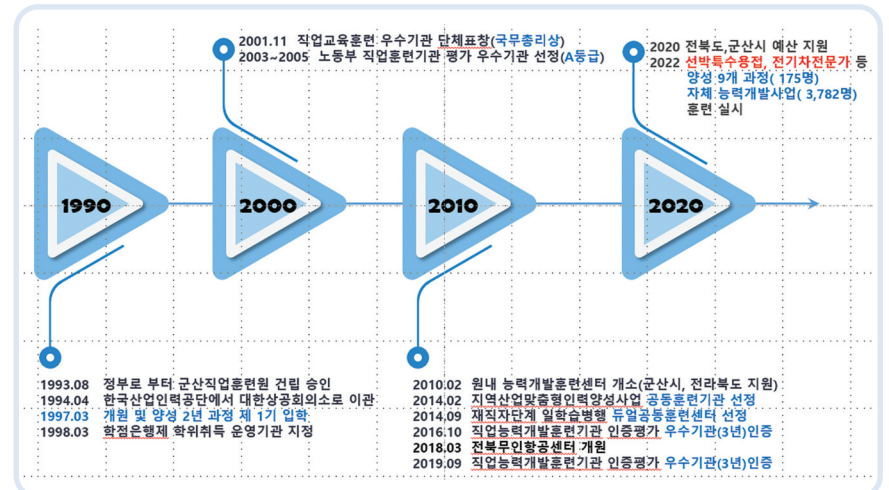 2001.11 직업교육훈련 우수기관 단체표창(국무총리상)
2003~2005 노동부 직업훈련기관 평가 우수기관 선정(A등급)
2020 전북도,군산시 예산 지원
2022 선박특수용접, 전기차전문가 등
양성 9개 과정( 175명)
자체 능력개발사업( 3,782명)
훈련 실시
1990
2000
2010
2020
1993.08 정부로 부터 군산직업훈련원 건립 승인
1994.04 한국산업인력공단에서 대한상공회의소로 이관
1997.03 개원 및 양성 2년 과정 제 1기 입학
1998.03 학점은행제 학위취득 운영기관 지정
2010.02 원내 능력개발훈련센터 개소(군산시, 전라북도 지원)
2014.02 지역산업맞춤형인력양성사업 공동훈련기관 선정
2014.09 재직자단계 일학습병행 듀얼공동훈련센터 선정
2016.10 직업능력개발훈련기관 인증평가 우수기관(3년)인증
2018.03 전북무인항공센터 개원
2019.09 직업능력개발훈련기관 인증평가 우수기관(3년)인증